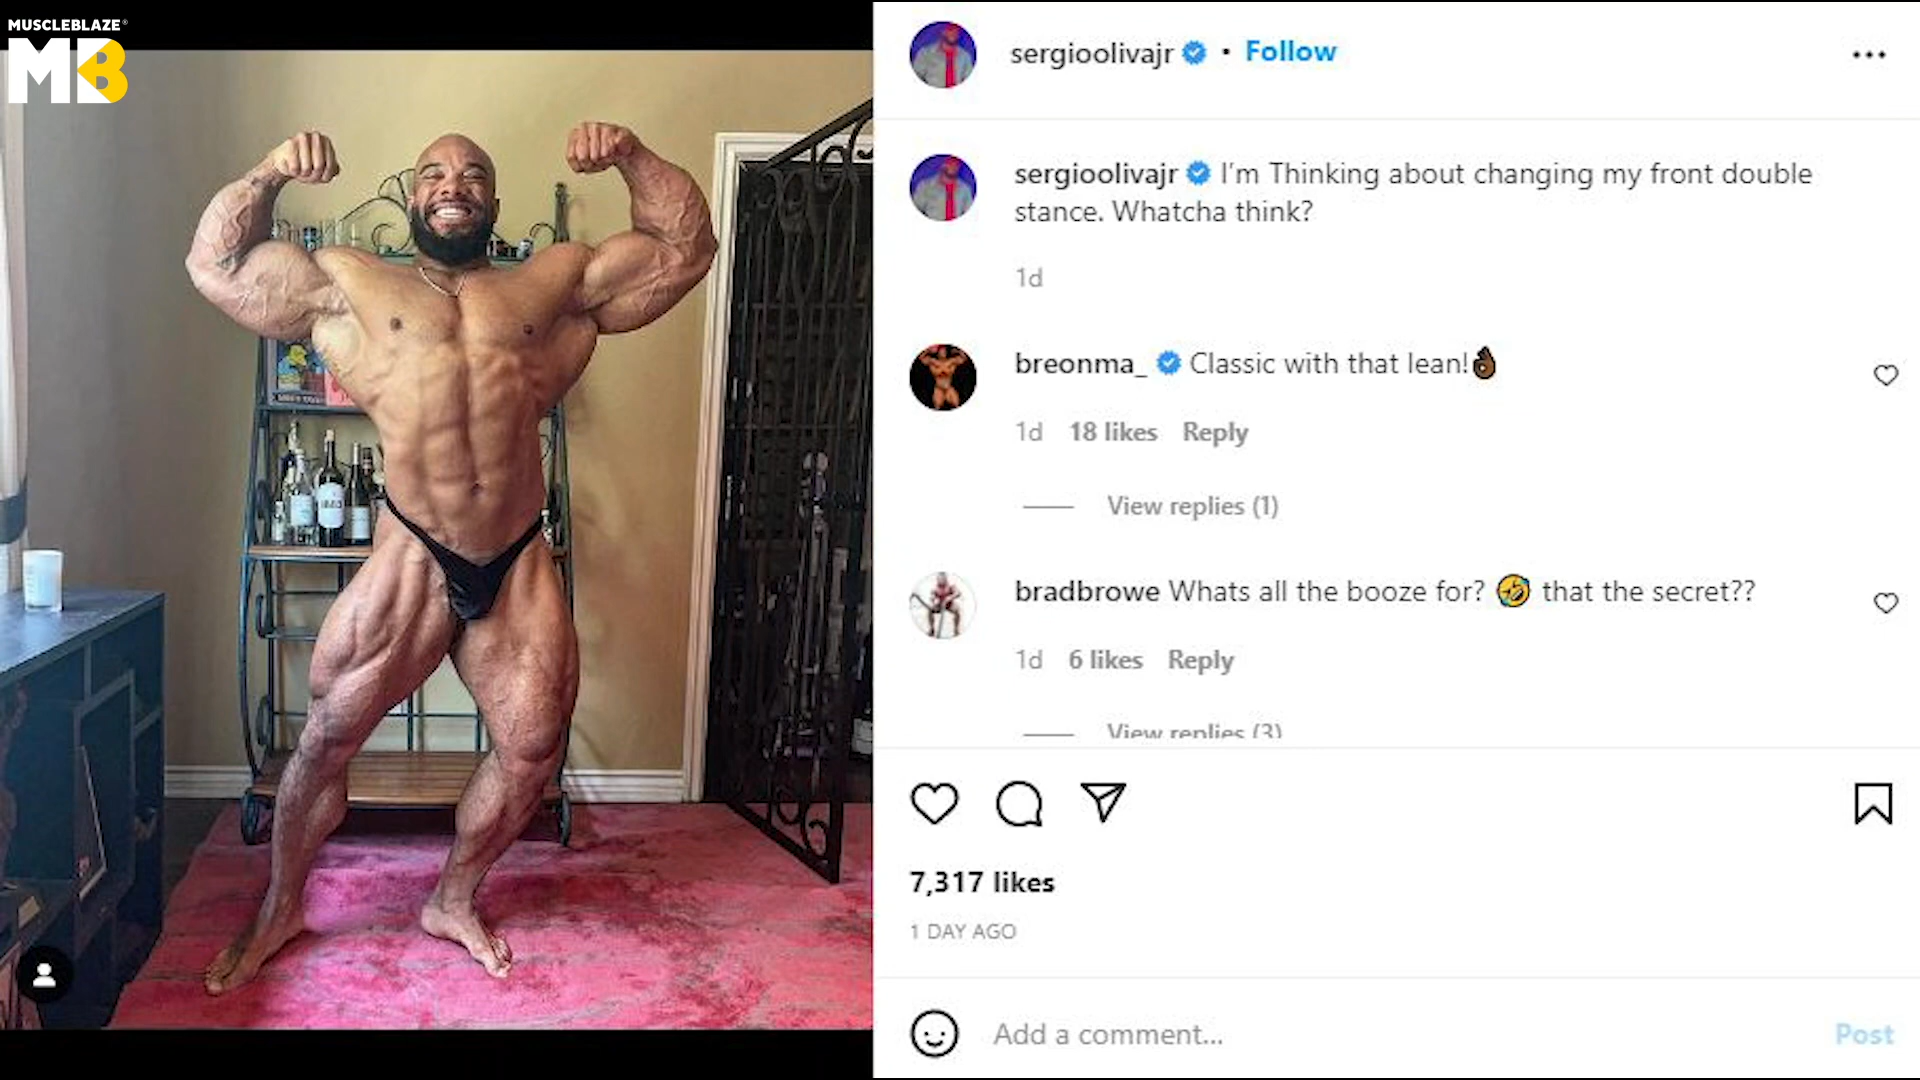 MUSCLEBLAZE®
MB
sergioolivajr • Follow
sergioolivajr I'm Thinking about changing my front double
stance. Whatcha think?
1d
breonma_ Classic with that lean!👌🏿
1d 18 likes Reply
View replies (1)
bradbrowe Whats all the booze for? 🤣 that the secret??
1d 6 likes Reply
View replies (3)
7,317 likes
1 DAY AGO
Add a comment...
Post